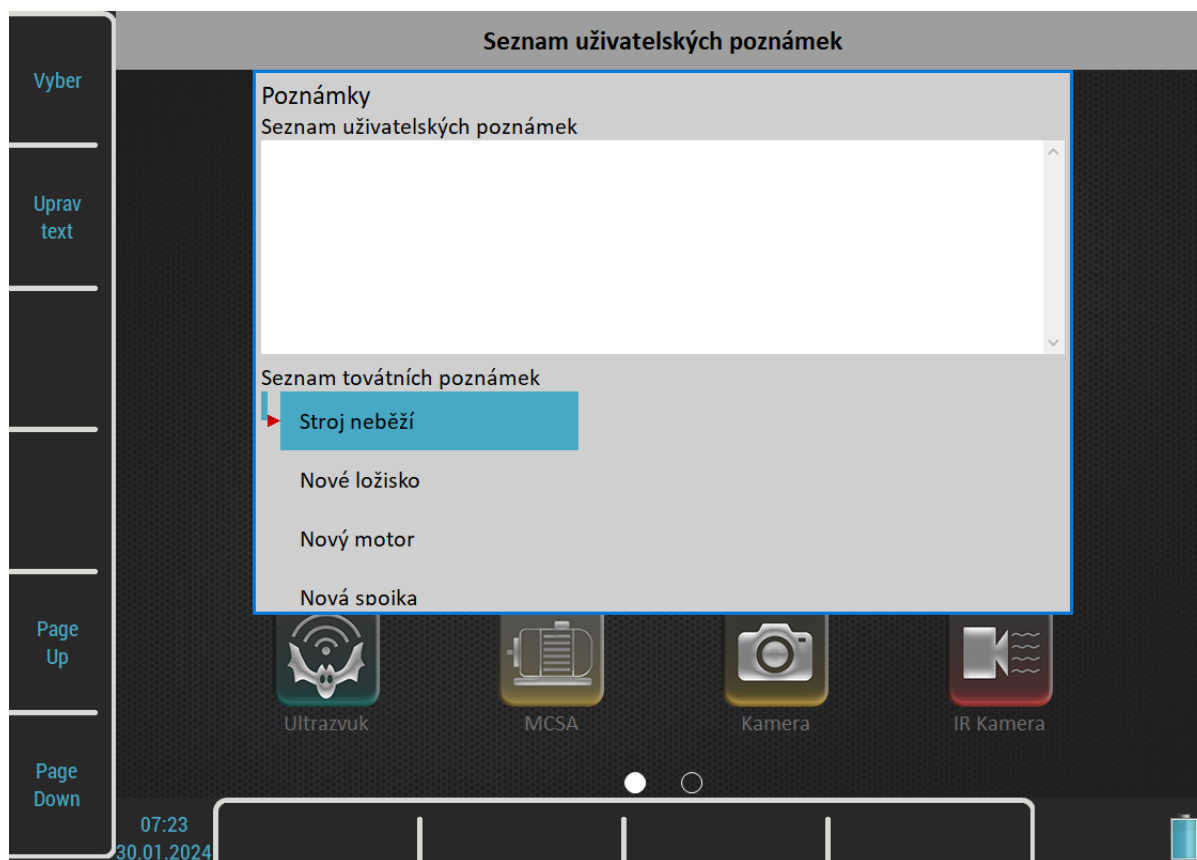 Seznam uživatelských poznámek
Vyber
Uprav
text
Page
Up
Page
Down
Poznámky
Seznam uživatelských poznámek
Seznam továtních poznámek
Stroj neběží
Nové ložisko
Nový motor
Nová spojka
Ultrazvuk
MCSA
Kamera
IR Kamera
07:23
30.01.2024